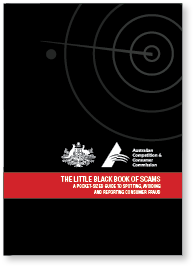 Australian
Competition &
Consumer
Commission
THE LITTLE BLACK BOOK OF SCAMS
A POCKET-SIZED GUIDE TO SPOTTING, AVOIDING
AND REPORTING CONSUMER FRAUD